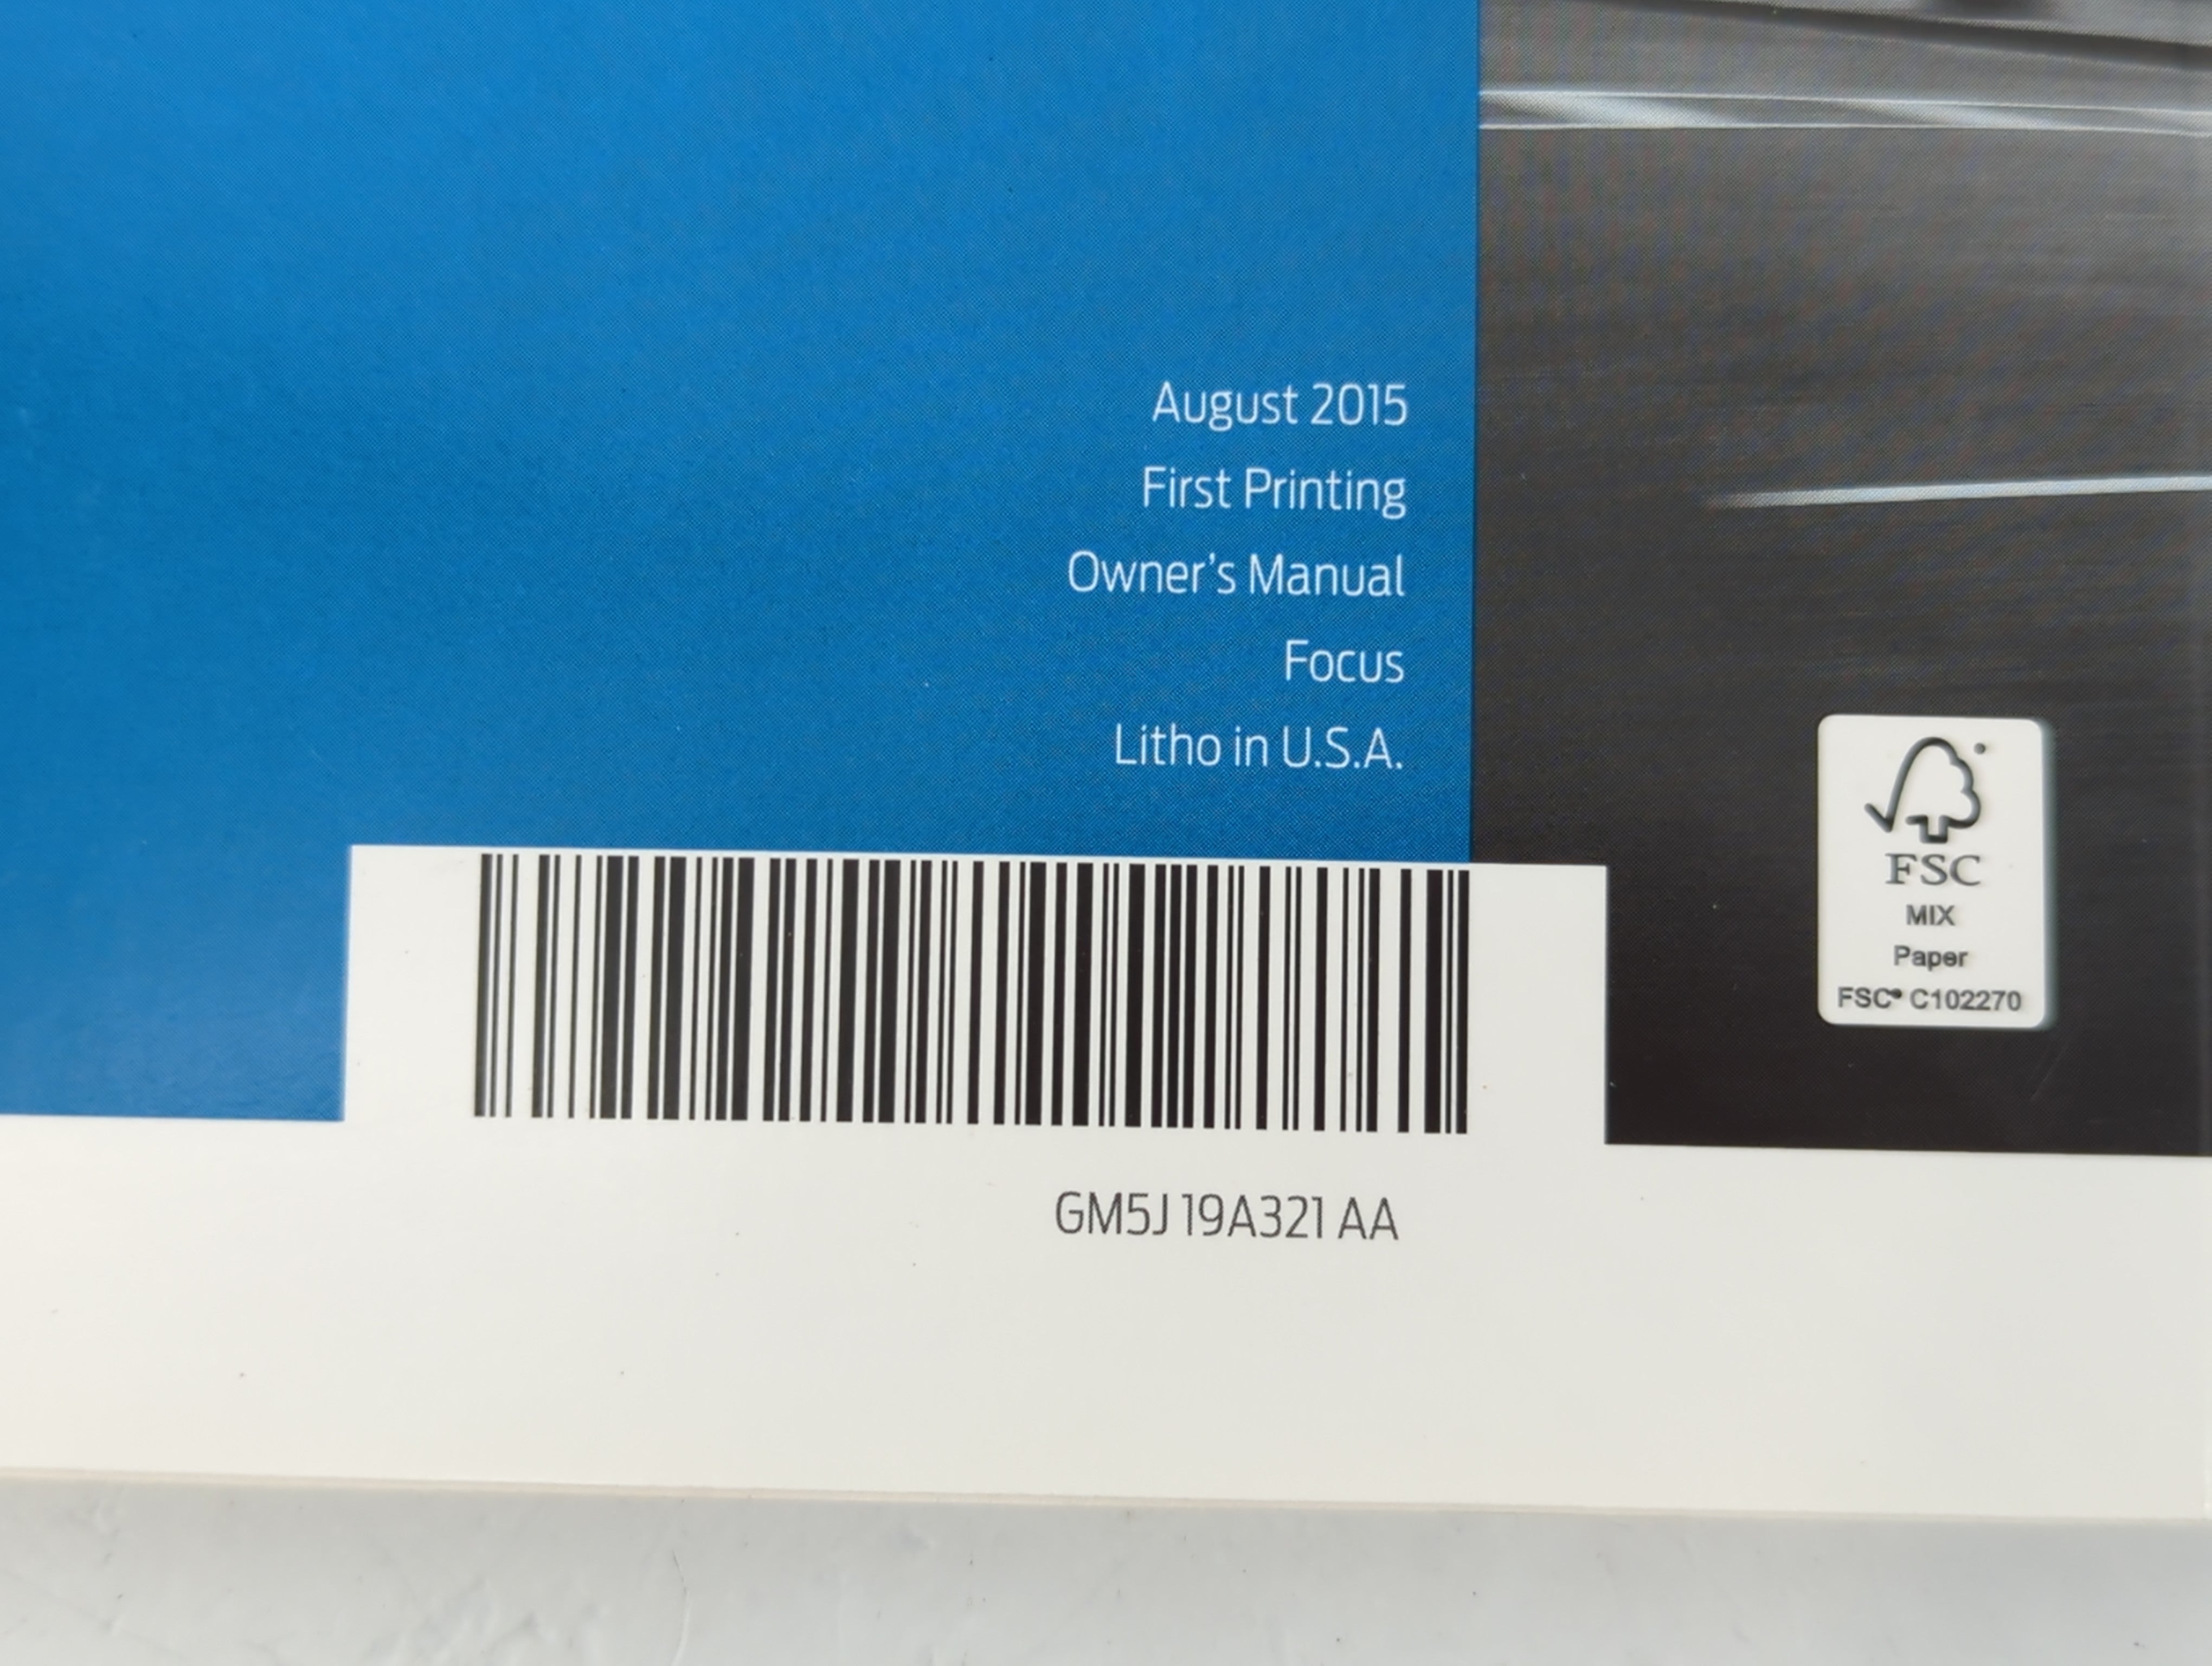 August 2015
First Printing
Owner's Manual
Focus
Litho in U.S.A.
FSC
MIX
Paper
FSC® C102270
GM5J 19A321 AA